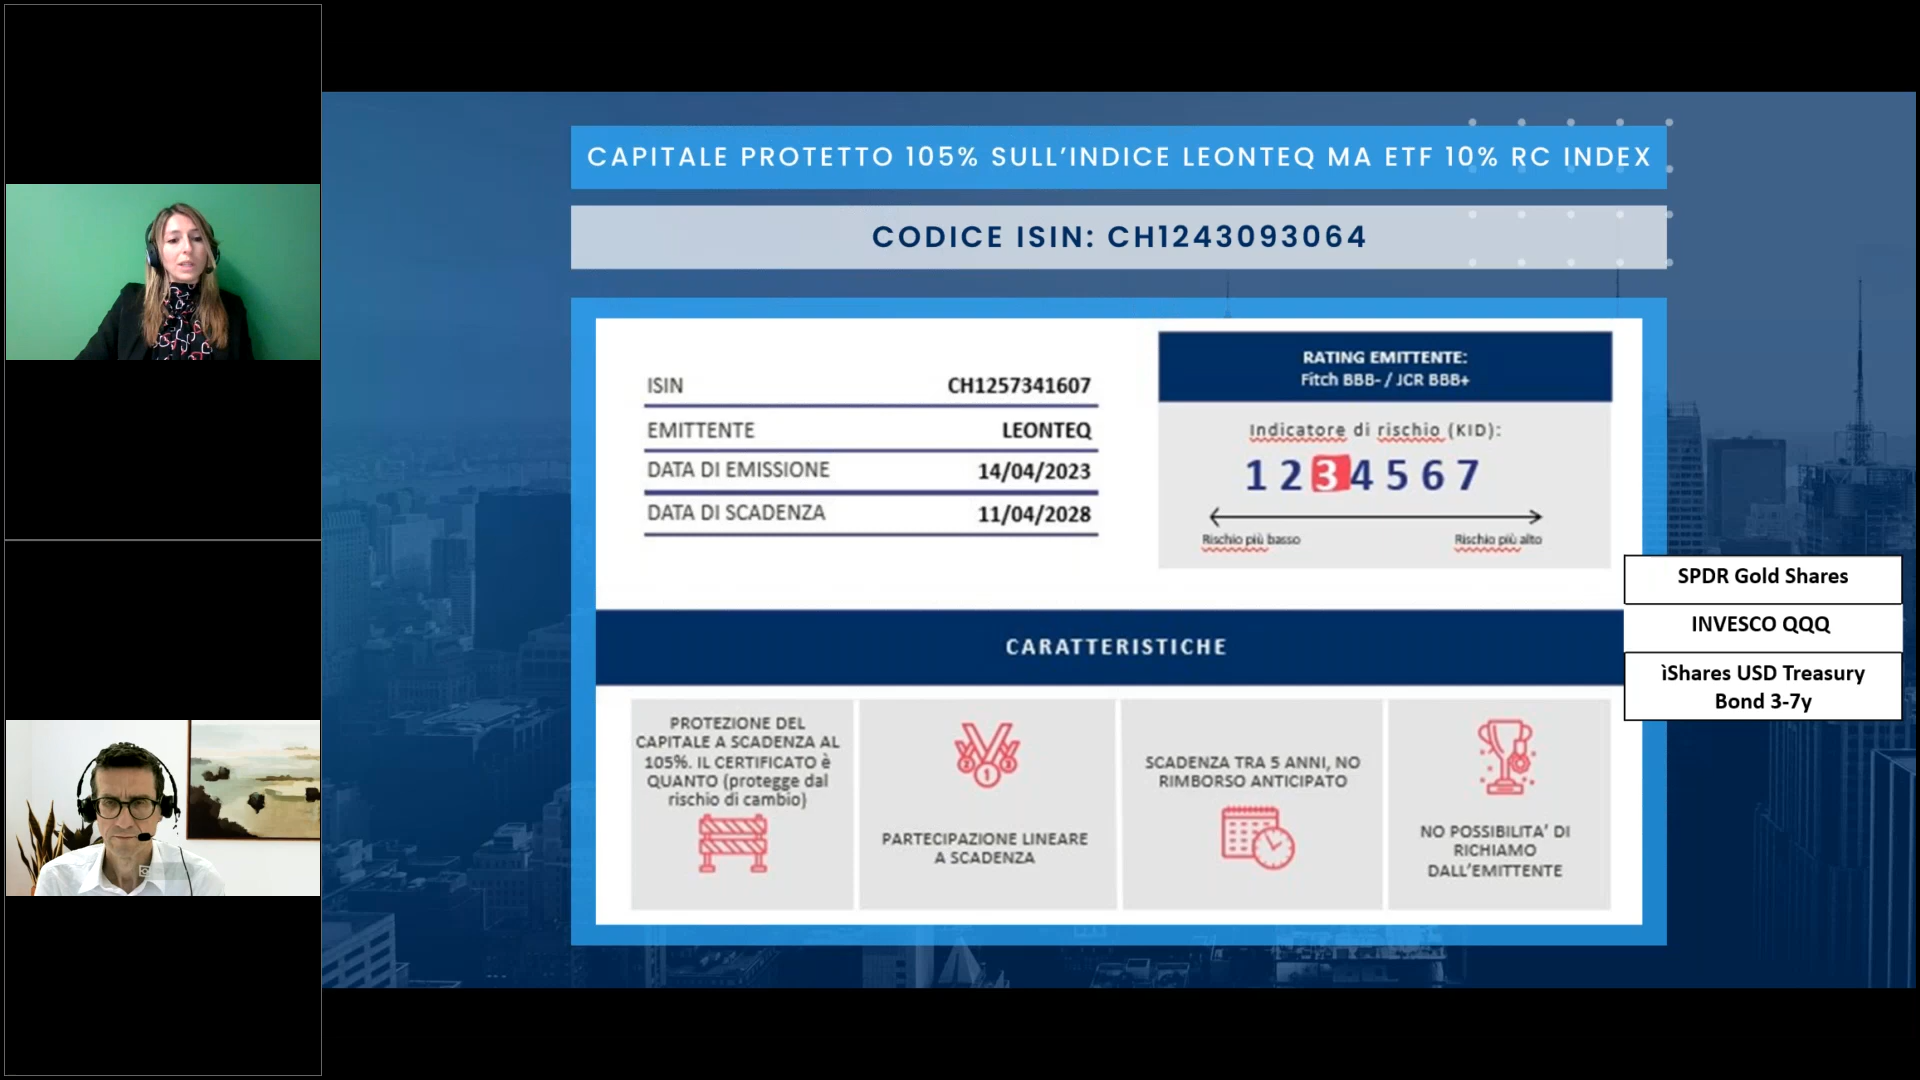 CAPITALE PROTETTO 105% SULL'INDICE LEONTEQ MA ETF 10% RC INDEX
CODICE ISIN: CH1243093064
ISIN CH1257341607
EMITTENTE LEONTEQ
DATA DI EMISSIONE 14/04/2023
DATA DI SCADENZA 11/04/2028
RATING EMITTENTE:
Fitch BBB- / JCR BBB+
Indicatore di rischio (KID):
1 2 3 4 5 6 7
Rischio più basso Rischio più alto
SPDR Gold Shares
INVESCO QQQ
ìShares USD Treasury
Bond 3-7y
CARATTERISTICHE
PROTEZIONE DEL
CAPITALE A SCADENZA AL
105%. IL CERTIFICATO è
QUANTO (protegge dal
rischio di cambio)
1
PARTECIPAZIONE LINEARE
A SCADENZA
SCADENZA TRA 5 ANNI, NO
RIMBORSO ANTICIPATO
NO POSSIBILITA' DI
RICHIAMO
DALL'EMITTENTE